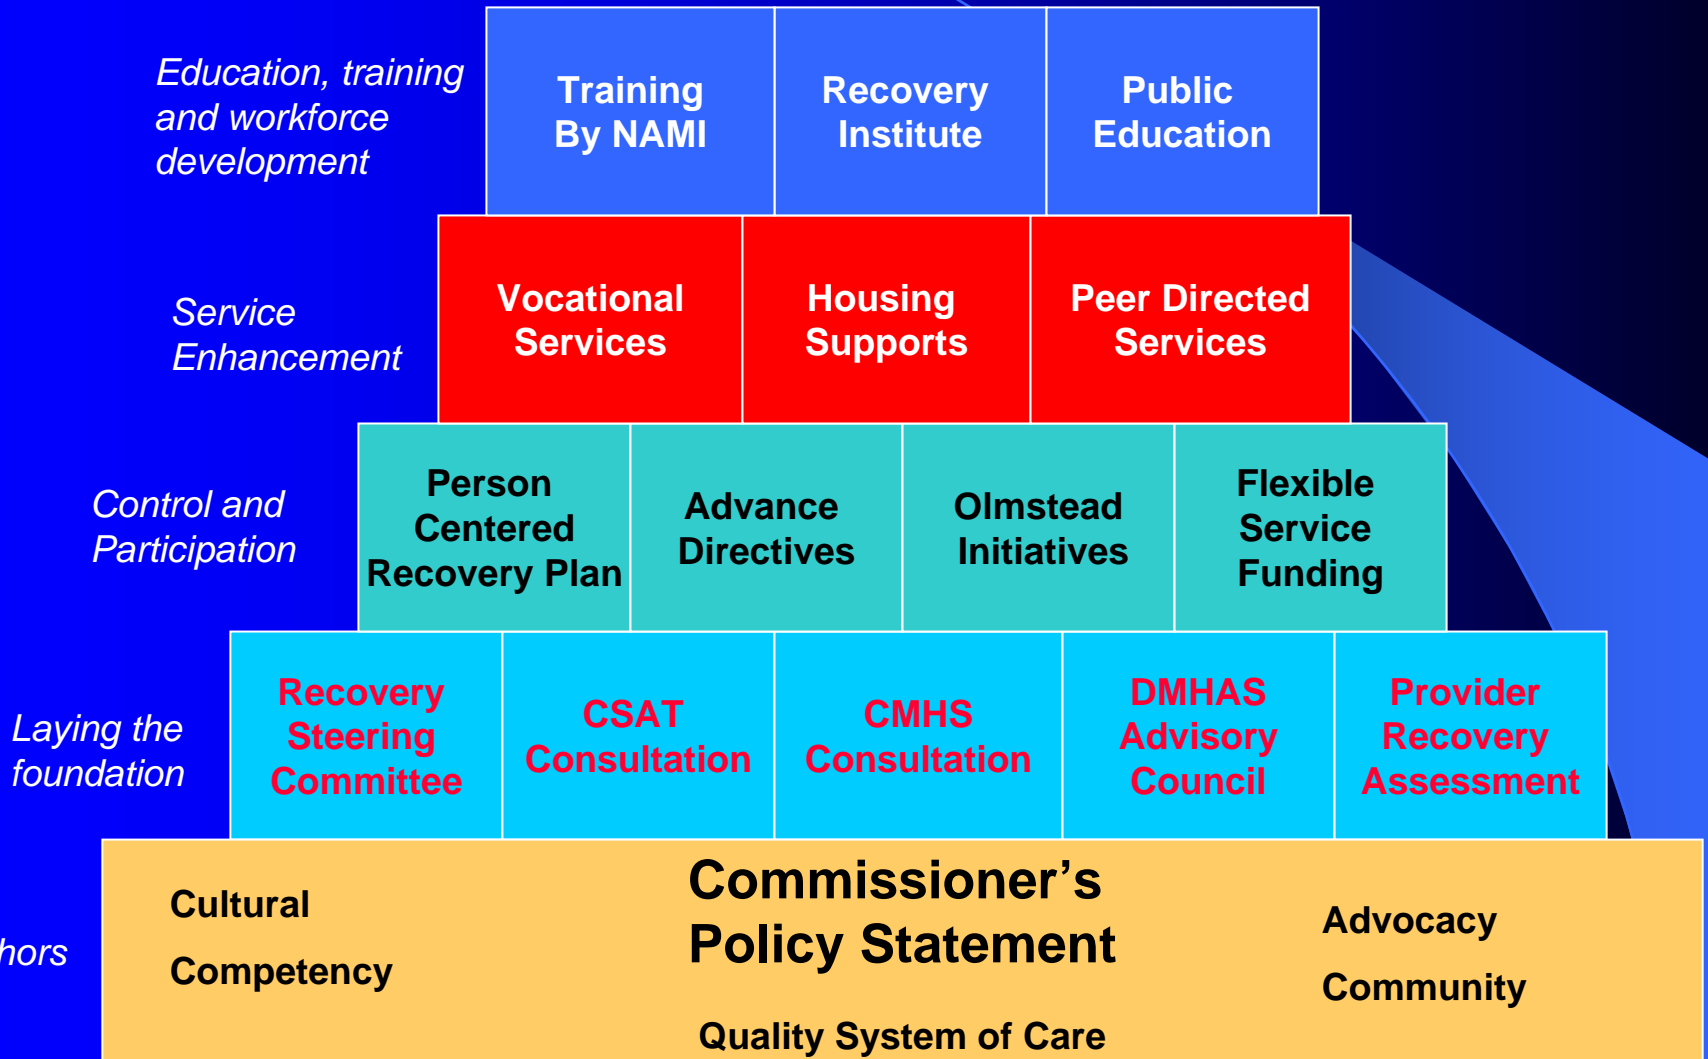 Education, training
and workforce
development
Training
By NAMI
Recovery
Institute
Public
Education
Service
Enhancement
Vocational
Services
Housing
Supports
Peer Directed
Services
Control and
Participation
Person
Centered
Recovery Plan
Advance
Directives
Olmstead
Initiatives
Flexible
Service
Funding
Laying the
foundation
Recovery
Steering
Committee
CSAT
Consultation
CMHS
Consultation
DMHAS
Advisory
Council
Provider
Recovery
Assessment
hors
Cultural
Competency
Commissioner’s
Policy Statement
Quality System of Care
Advocacy
Community